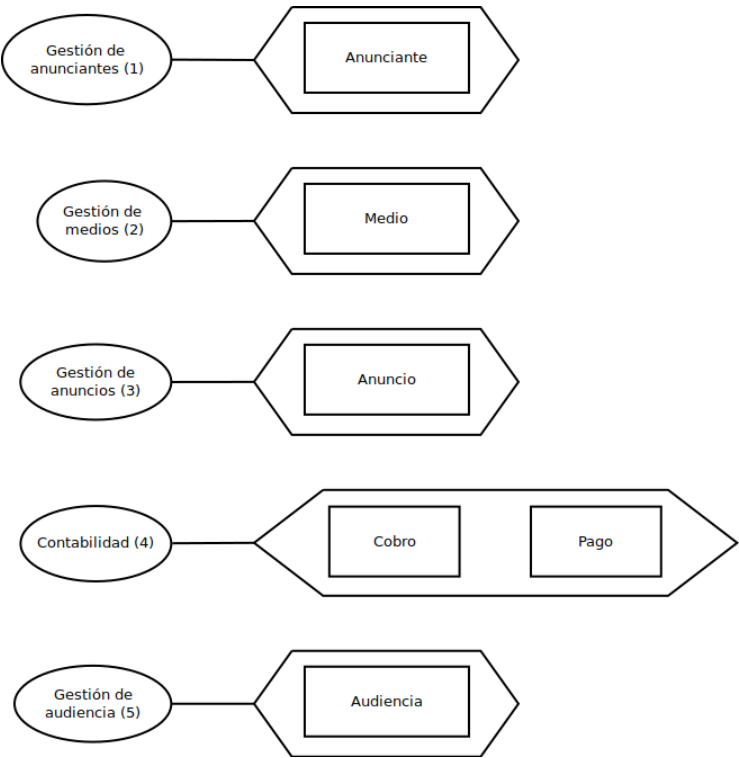 Gestión de
anunciantes (1)
Anunciante
Gestión de
medios (2)
Medio
Gestión de
anuncios (3)
Anuncio
Contabilidad (4)
Cobro
Pago
Gestión de
audiencia (5)
Audiencia